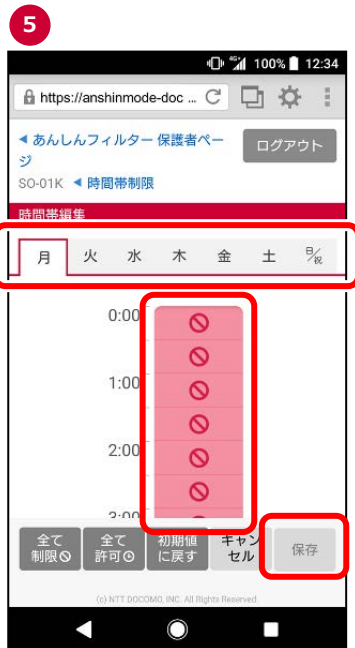 5
4G 100% 12:34
https://anshinmode-doc ...
◀ あんしんフィルター 保護者ペー
ジ
ログアウト
SO-01K ◀ 時間帯制限
時間帯編集
月 火 水 木 金 土 日/祝
0:00
1:00
2:00
3:00
全て
制限
全て
許可
初期値
に戻す
キャン
セル
保存
(c) NTT DOCOMO, INC. All Rights Reserved.